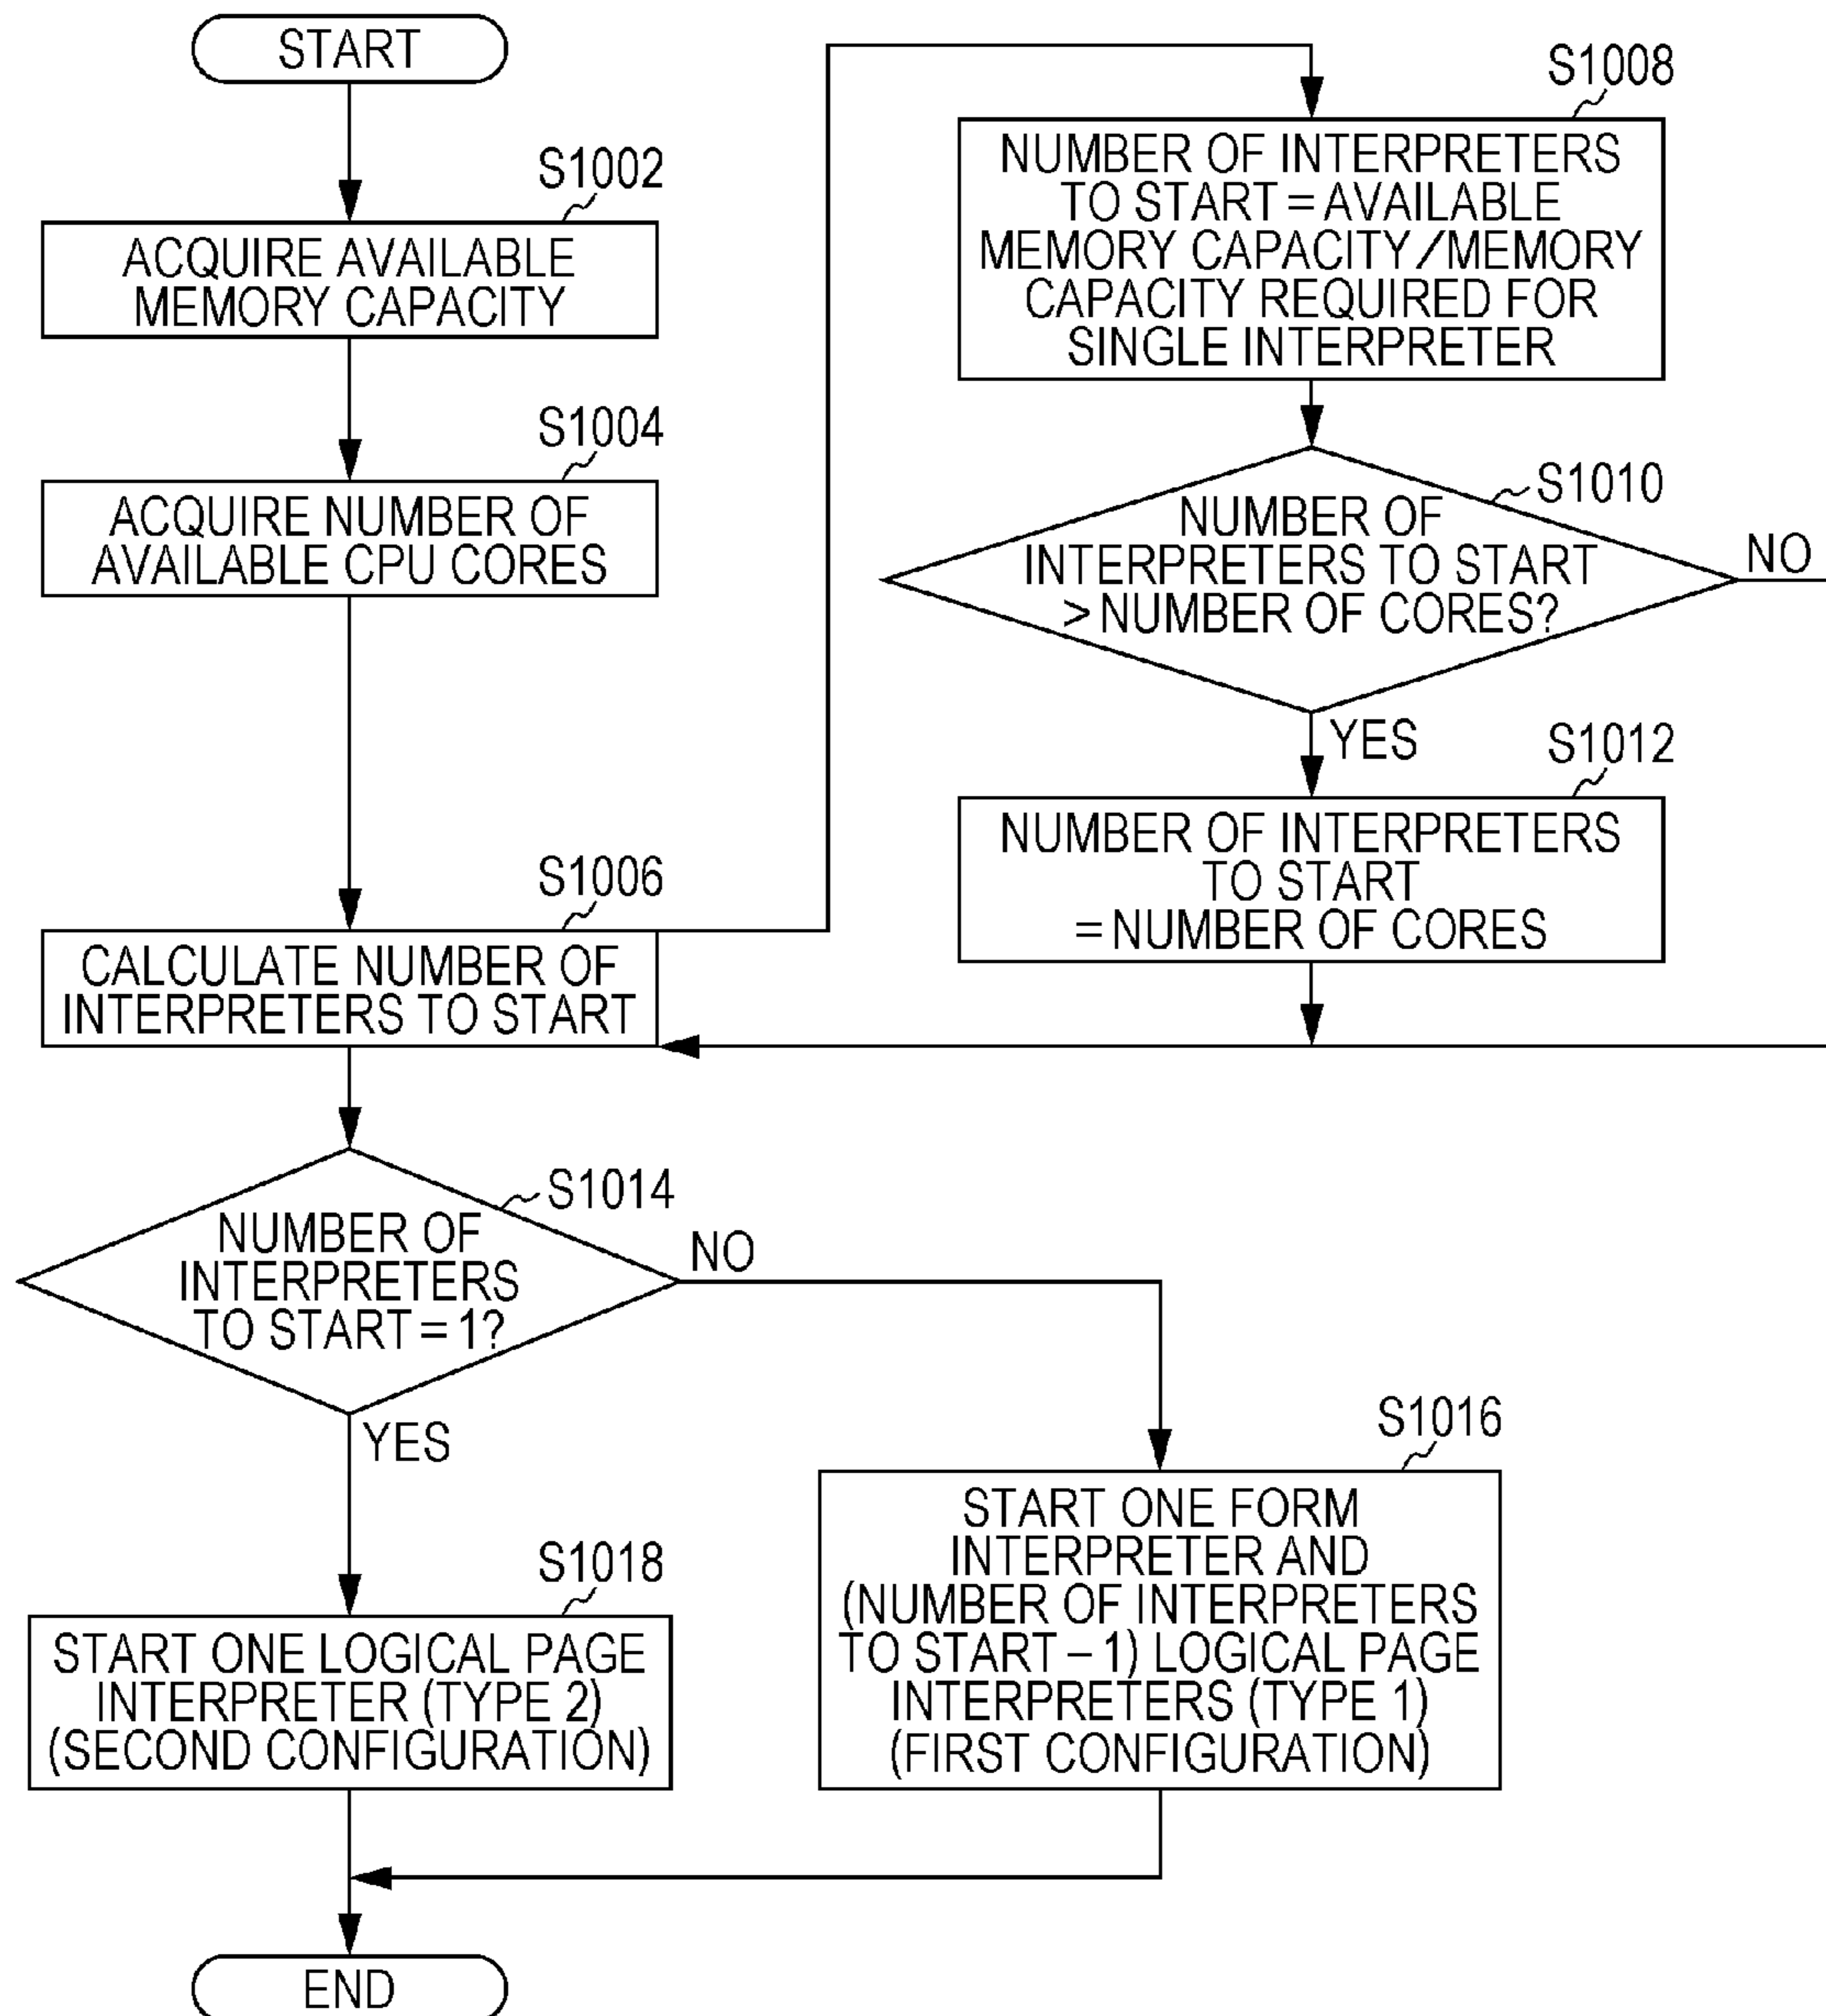 START
S1002
ACQUIRE AVAILABLE
MEMORY CAPACITY
S1004
ACQUIRE NUMBER OF
AVAILABLE CPU CORES
S1006
CALCULATE NUMBER OF
INTERPRETERS TO START
S1008
NUMBER OF INTERPRETERS
TO START = AVAILABLE
MEMORY CAPACITY/MEMORY
CAPACITY REQUIRED FOR
SINGLE INTERPRETER
S1010
NUMBER OF
INTERPRETERS TO START
> NUMBER OF CORES?
NO
YES
S1012
NUMBER OF INTERPRETERS
TO START
= NUMBER OF CORES
S1014
NUMBER OF
INTERPRETERS
TO START = 1?
NO
YES
S1016
START ONE FORM
INTERPRETER AND
(NUMBER OF INTERPRETERS
TO START – 1) LOGICAL PAGE
INTERPRETERS (TYPE 1)
(FIRST CONFIGURATION)
S1018
START ONE LOGICAL PAGE
INTERPRETER (TYPE 2)
(SECOND CONFIGURATION)
END